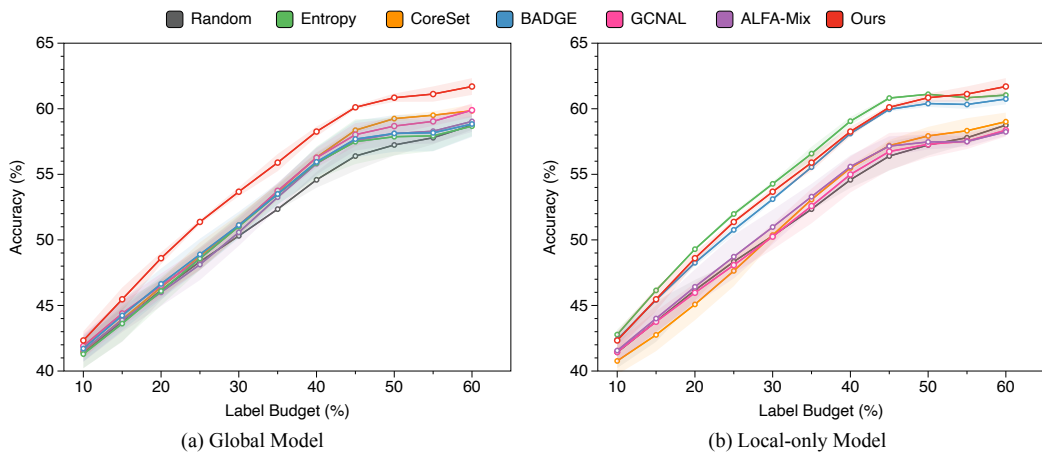 Random Entropy CoreSet BADGE GCNAL ALFA-Mix Ours
65
60
55
50
45
40
Accuracy (%)
10 20 30 40 50 60
Label Budget (%)
(a) Global Model
65
60
55
50
45
40
Accuracy (%)
10 20 30 40 50 60
Label Budget (%)
(b) Local-only Model